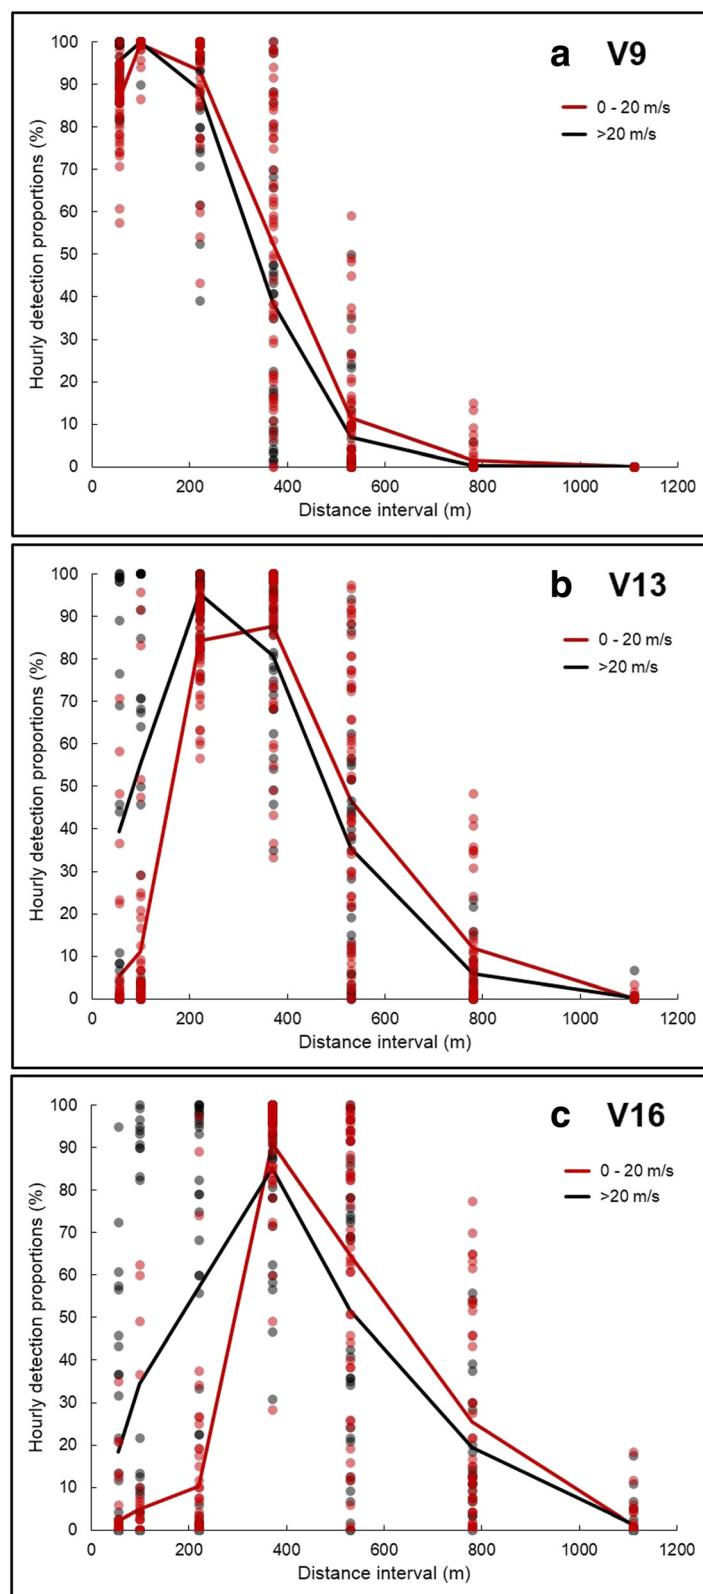 a V9
0 - 20 m/s
>20 m/s
Hourly detection proportions (%)
100
90
80
70
60
50
40
30
20
10
0
0 200 400 600 800 1000 1200
Distance interval (m)
b V13
0 - 20 m/s
>20 m/s
Hourly detection proportions (%)
100
90
80
70
60
50
40
30
20
10
0
0 200 400 600 800 1000 1200
Distance interval (m)
c V16
0 - 20 m/s
>20 m/s
Hourly detection proportions (%)
100
90
80
70
60
50
40
30
20
10
0
0 200 400 600 800 1000 1200
Distance interval (m)